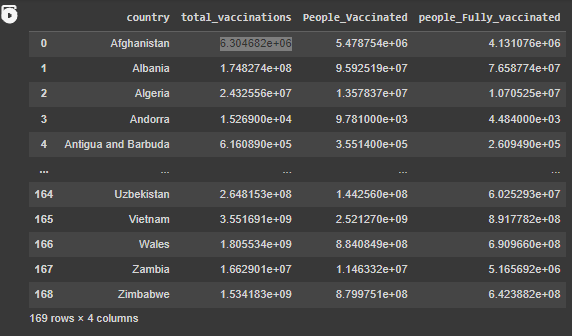 country total_vaccinations People_Vaccinated people_Fully_vaccinated
0 Afghanistan 6.304682e+06 5.478754e+06 4.131076e+06
1 Albania 1.748274e+08 9.592519e+07 7.658774e+07
2 Algeria 2.432556e+07 1.357837e+07 1.070525e+07
3 Andorra 1.526900e+04 9.781000e+03 4.484000e+03
4 Antigua and Barbuda 6.160890e+05 3.551400e+05 2.609490e+05
... ... ... ... ...
164 Uzbekistan 2.648153e+08 1.442560e+08 6.025293e+07
165 Vietnam 3.551691e+09 2.521270e+09 8.917782e+08
166 Wales 1.805534e+09 8.840849e+08 6.909660e+08
167 Zambia 1.662901e+07 1.146332e+07 5.165692e+06
168 Zimbabwe 1.534183e+09 8.799751e+08 6.423882e+08
169 rows × 4 columns